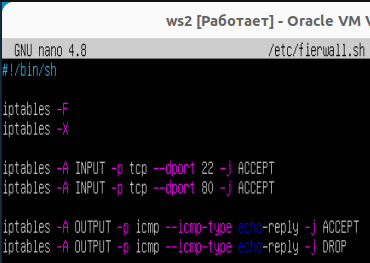 ws2 [Работает] - Oracle VM V
GNU nano 4.8 /etc/fierwall.sh
#!/bin/sh
iptables -F
iptables -X
iptables -A INPUT -p tcp --dport 22 -j ACCEPT
iptables -A INPUT -p tcp --dport 80 -j ACCEPT
iptables -A OUTPUT -p icmp --icmp-type echo-reply -j ACCEPT
iptables -A OUTPUT -p icmp --icmp-type echo-reply -j DROP